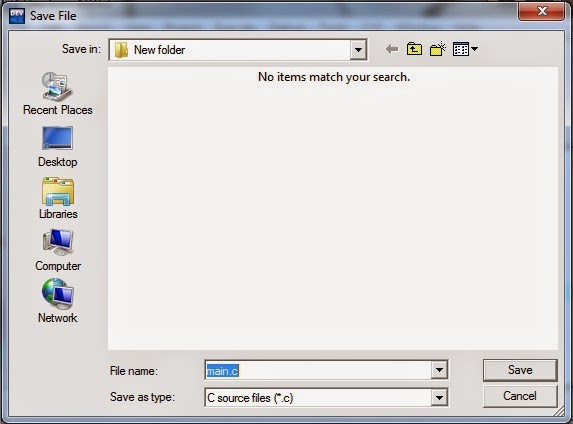 Save File
Save in: New folder
No items match your search.
Recent Places
Desktop
Libraries
Computer
Network
File name: main.c Save
Save as type: C source files (*.c) Cancel